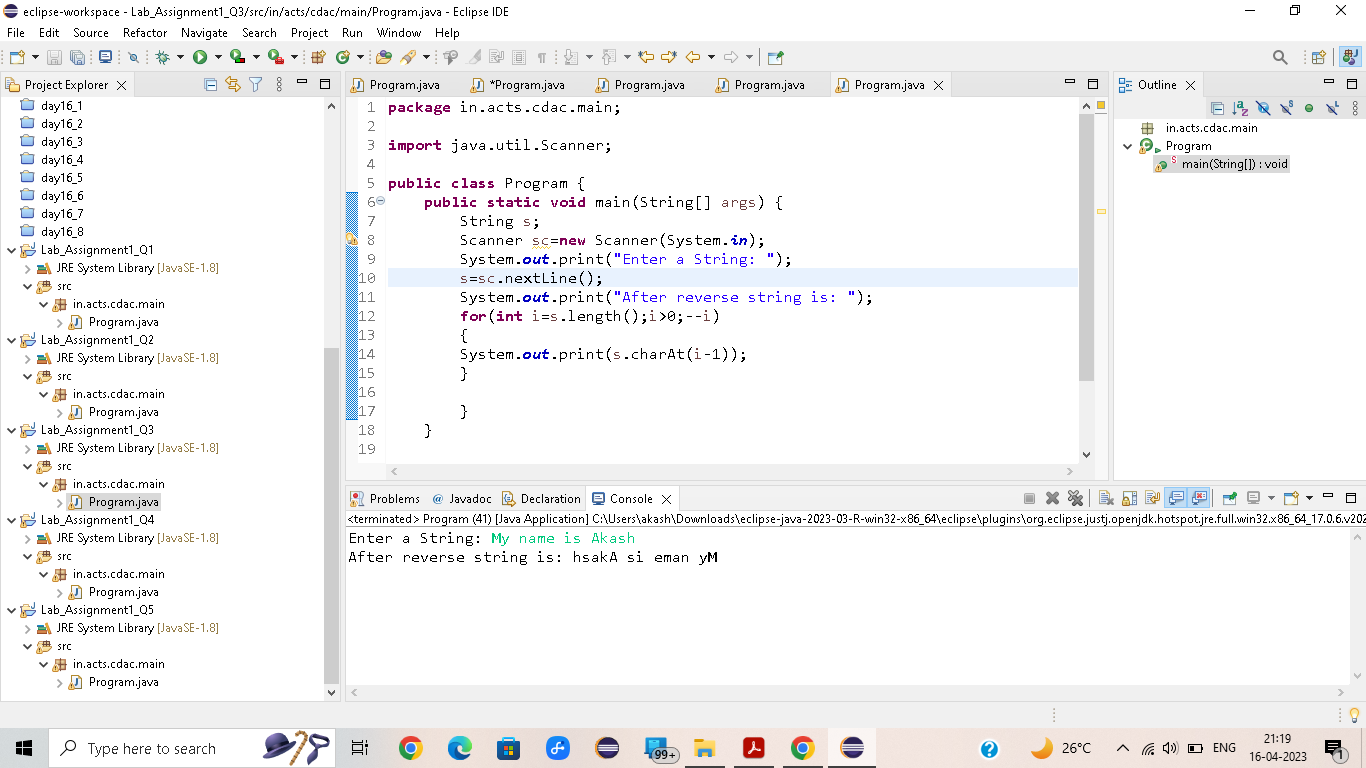 eclipse-workspace - Lab_Assignment1_Q3/src/in/acts/cdac/main/Program.java - Eclipse IDE
File Edit Source Refactor Navigate Search Project Run Window Help
Project Explorer
day16_1
day16_2
day16_3
day16_4
day16_5
day16_6
day16_7
day16_8
Lab_Assignment1_Q1
JRE System Library [JavaSE-1.8]
src
in.acts.cdac.main
Program.java
Lab_Assignment1_Q2
JRE System Library [JavaSE-1.8]
src
in.acts.cdac.main
Program.java
Lab_Assignment1_Q3
JRE System Library [JavaSE-1.8]
src
in.acts.cdac.main
Program.java
Lab_Assignment1_Q4
JRE System Library [JavaSE-1.8]
src
in.acts.cdac.main
Program.java
Lab_Assignment1_Q5
JRE System Library [JavaSE-1.8]
src
in.acts.cdac.main
Program.java
Program.java *Program.java Program.java Program.java Program.java
1 package in.acts.cdac.main;
2
3 import java.util.Scanner;
4
5 public class Program {
6 public static void main(String[] args) {
7 String s;
8 Scanner sc=new Scanner(System.in);
9 System.out.print("Enter a String: ");
10 s=sc.nextLine();
11 System.out.print("After reverse string is: ");
12 for(int i=s.length();i>0;--i)
13 {
14 System.out.print(s.charAt(i-1));
15 }
16
17 }
18 }
19
Outline
in.acts.cdac.main
Program
main(String[]) : void
Problems Javadoc Declaration Console
<terminated> Program (41) [Java Application] C:\Users\akash\Downloads\eclipse-java-2023-03-R-win32-x86_64\eclipse\plugins\org.eclipse.justj.openjdk.hotspot.jre.full.win32.x86_64_17.0.6.v202
Enter a String: My name is Akash
After reverse string is: hsakA si eman yM
Type here to search
99+
26°C
ENG
21:19
16-04-2023
1